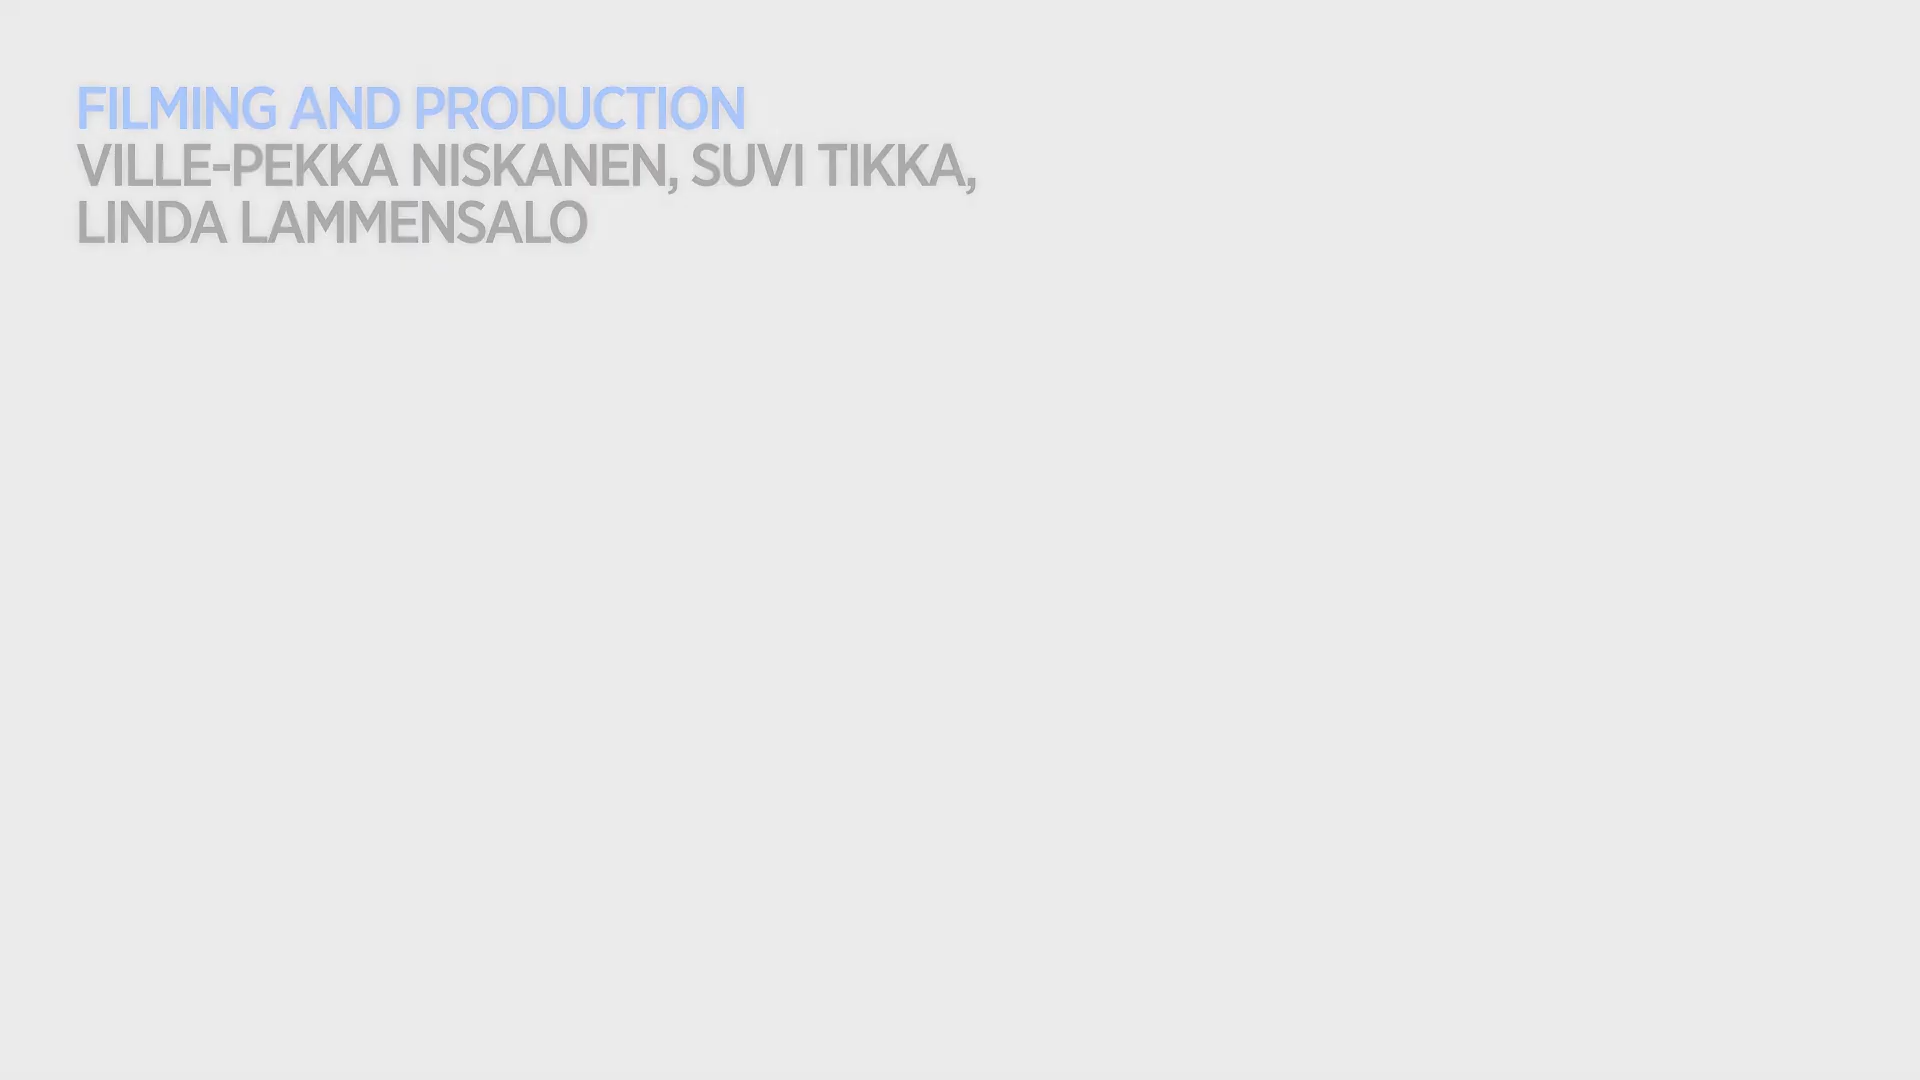 FILMING AND PRODUCTION
VILLE-PEKKA NISKANEN, SUVI TIKKA,
LINDA LAMMENSALO